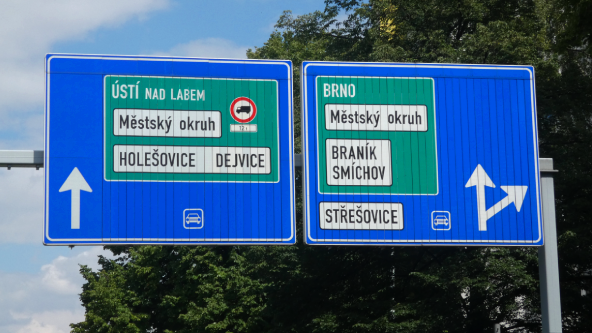 ÚSTÍ NAD LABEM
Městský okruh
HOLEŠOVICE DEJVICE
BRNO
Městský okruh
BRANÍK
SMÍCHOV
STŘEŠOVICE